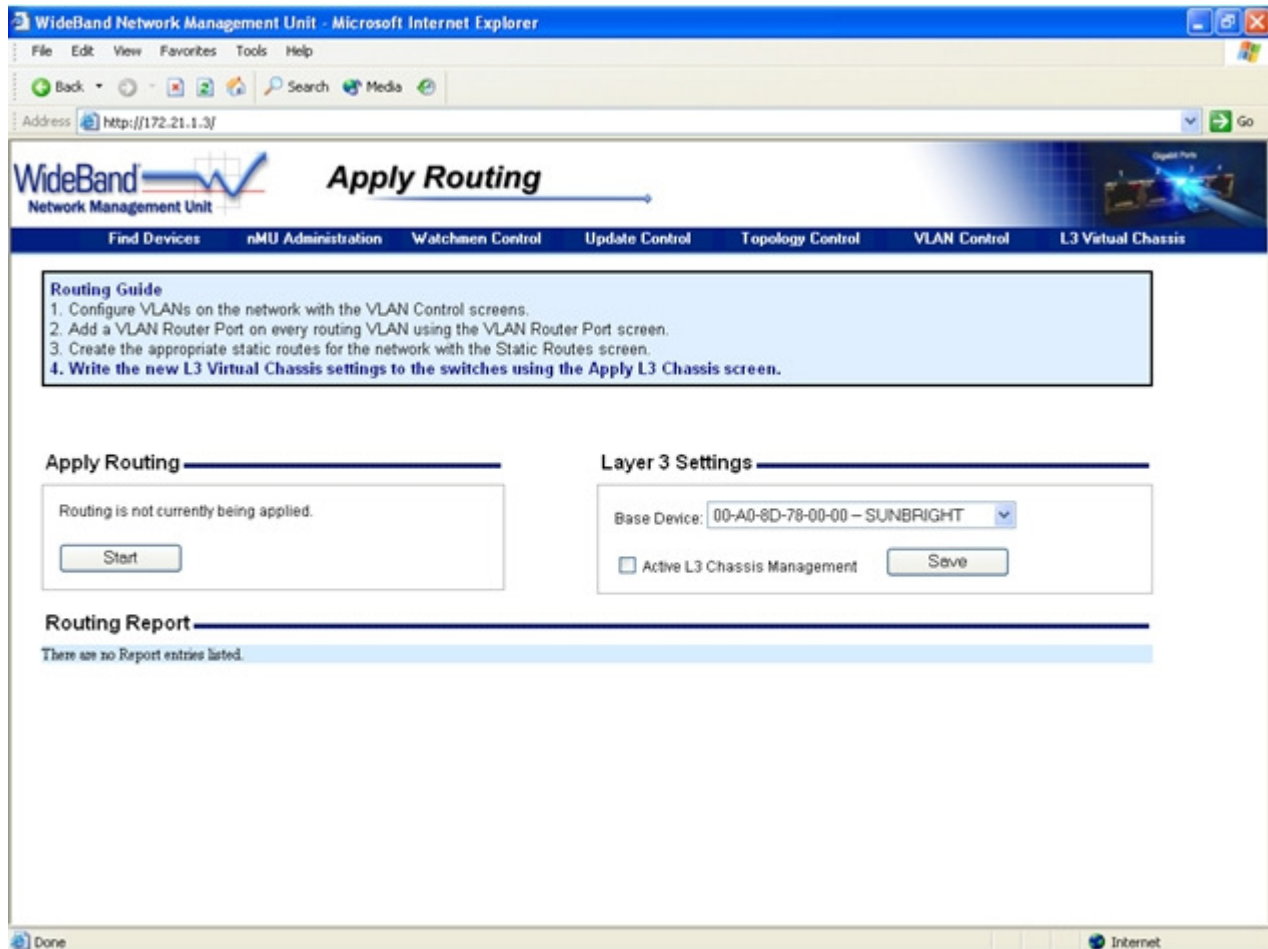 WideBand Network Management Unit - Microsoft Internet Explorer
File Edit View Favorites Tools Help
Back Search Media
Address http://172.21.1.3/ Go
WideBand
Network Management Unit
Apply Routing
Gigabit Ports
Find Devices nMU Administration Watchmen Control Update Control Topology Control VLAN Control L3 Virtual Chassis
Routing Guide
1. Configure VLANs on the network with the VLAN Control screens.
2. Add a VLAN Router Port on every routing VLAN using the VLAN Router Port screen.
3. Create the appropriate static routes for the network with the Static Routes screen.
4. Write the new L3 Virtual Chassis settings to the switches using the Apply L3 Chassis screen.
Apply Routing
Routing is not currently being applied.
Start
Layer 3 Settings
Base Device: 00-A0-8D-78-00-00 – SUNBRIGHT
Active L3 Chassis Management Save
Routing Report
There are no Report entries listed.
Done Internet